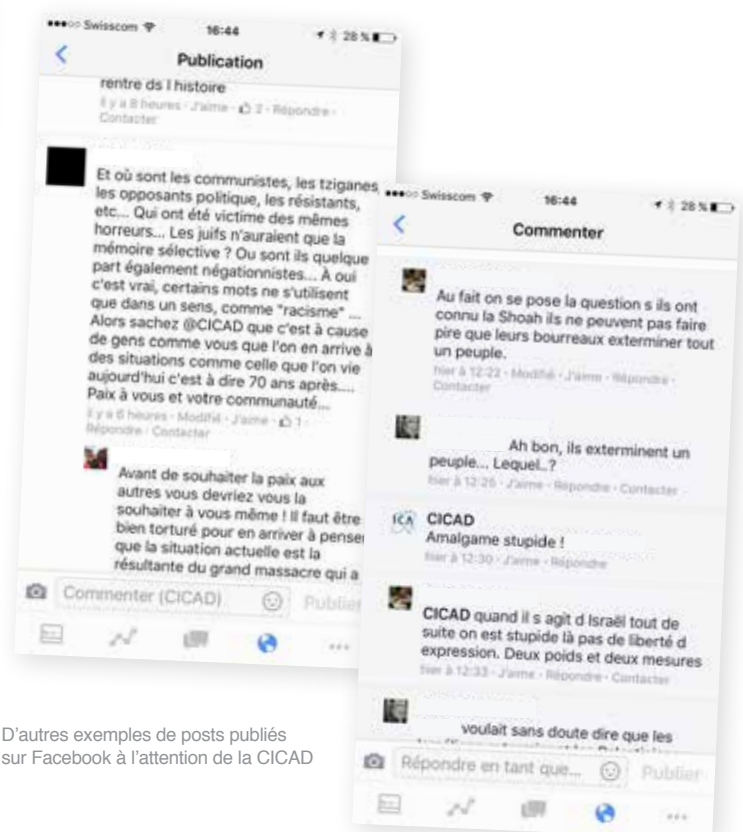 Swisscom 16:44 28 %
Publication
rentre ds l histoire
il y a 8 heures · J'aime · 2 · Répondre ·
Contacter
Et où sont les communistes, les tziganes,
les opposants politique, les résistants,
etc... Qui ont été victime des mêmes
horreurs... Les juifs n'auraient que la
mémoire sélective ? Ou sont ils quelque
part également négationnistes... À oui
c'est vrai, certains mots ne s'utilisent
que dans un sens, comme "racisme" ...
Alors sachez @CICAD que c'est à cause
de gens comme vous que l'on en arrive à
des situations comme celle que l'on vie
aujourd'hui c'est à dire 70 ans après....
Paix à vous et votre communauté...
il y a 6 heures · Modifié · J'aime · 1 ·
Répondre · Contacter
Avant de souhaiter la paix aux
autres vous devriez vous la
souhaiter à vous même ! Il faut être
bien torturé pour en arriver à penser
que la situation actuelle est la
résultante du grand massacre qui a
Commenter (CICAD) Publier
Swisscom 16:44 28 %
Commenter
Au fait on se pose la question s ils ont
connu la Shoah ils ne peuvent pas faire
pire que leurs bourreaux exterminer tout
un peuple.
hier à 12:22 · Modifié · J'aime · Répondre ·
Contacter
Ah bon, ils exterminent un
peuple... Lequel..?
hier à 12:25 · J'aime · Répondre · Contacter
ICA CICAD
Amalgame stupide !
hier à 12:30 · J'aime · Répondre
CICAD quand il s agit d Israël tout de
suite on est stupide là pas de liberté d
expression. Deux poids et deux mesures
hier à 12:33 · J'aime · Répondre · Contacter
voulait sans doute dire que les
Répondre en tant que... Publier
D'autres exemples de posts publiés
sur Facebook à l'attention de la CICAD